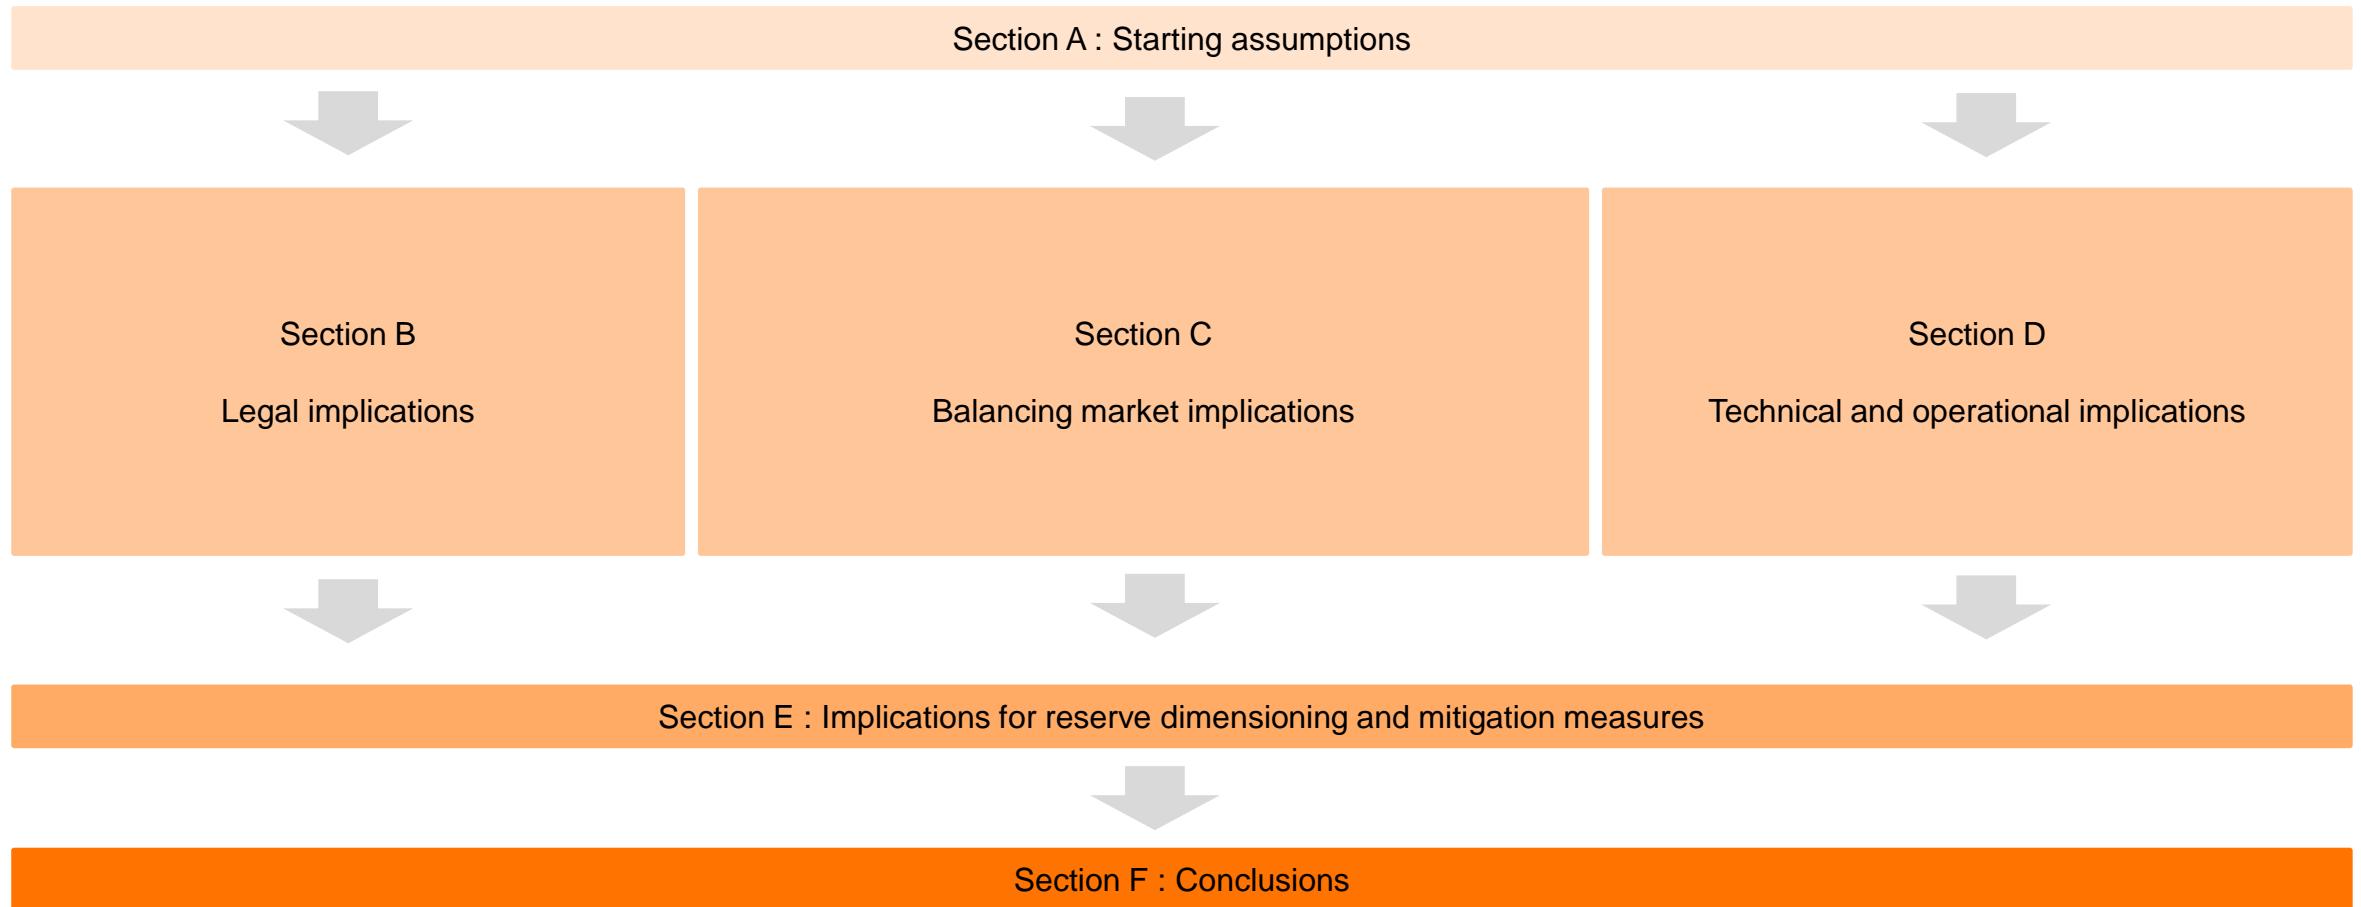 Section A : Starting assumptions
Section B
Legal implications
Section C
Balancing market implications
Section D
Technical and operational implications
Section E : Implications for reserve dimensioning and mitigation measures
Section F : Conclusions